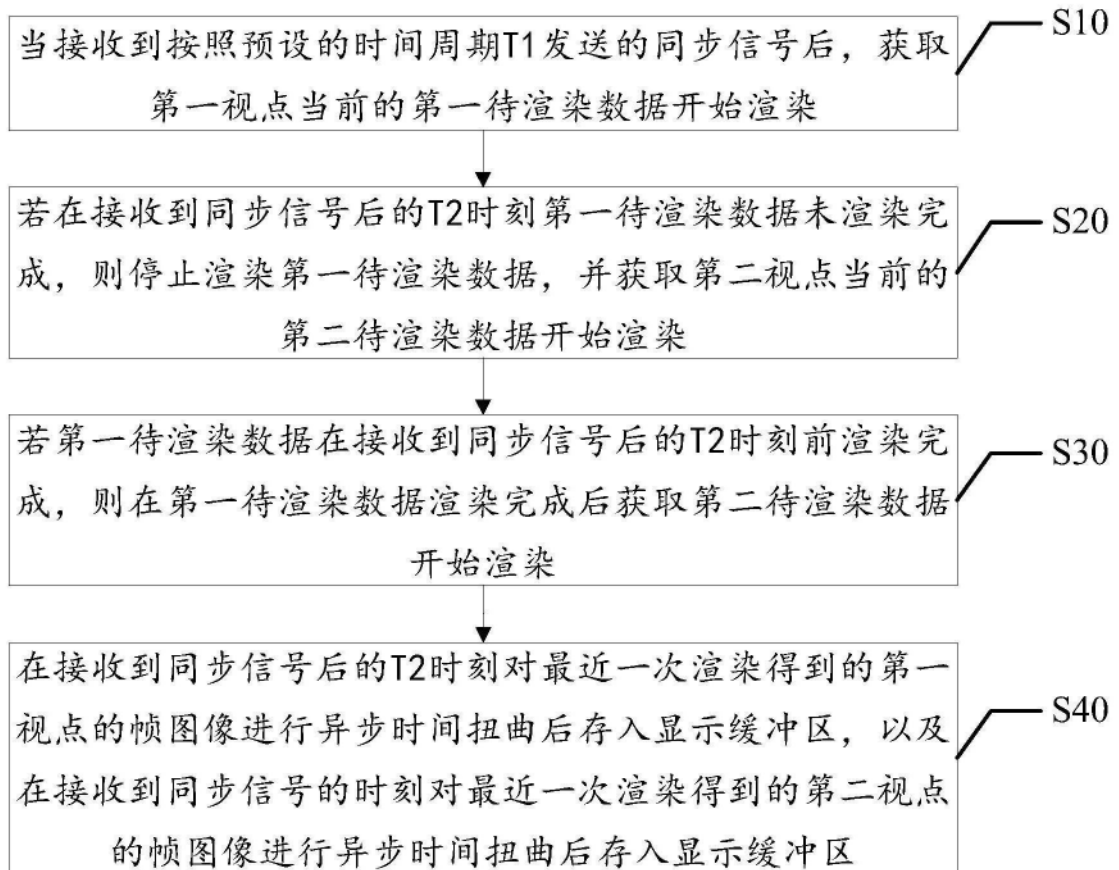 当接收到按照预设的时间周期T1发送的同步信号后，获取
第一视点当前的第一待渲染数据开始渲染
S10
若在接收到同步信号后的T2时刻第一待渲染数据未渲染完
成，则停止渲染第一待渲染数据，并获取第二视点当前的
第二待渲染数据开始渲染
S20
若第一待渲染数据在接收到同步信号后的T2时刻前渲染完
成，则在第一待渲染数据渲染完成后获取第二待渲染数据
开始渲染
S30
在接收到同步信号后的T2时刻对最近一次渲染得到的第一
视点的帧图像进行异步时间扭曲后存入显示缓冲区，以及
在接收到同步信号的时刻对最近一次渲染得到的第二视点
的帧图像进行异步时间扭曲后存入显示缓冲区
S40